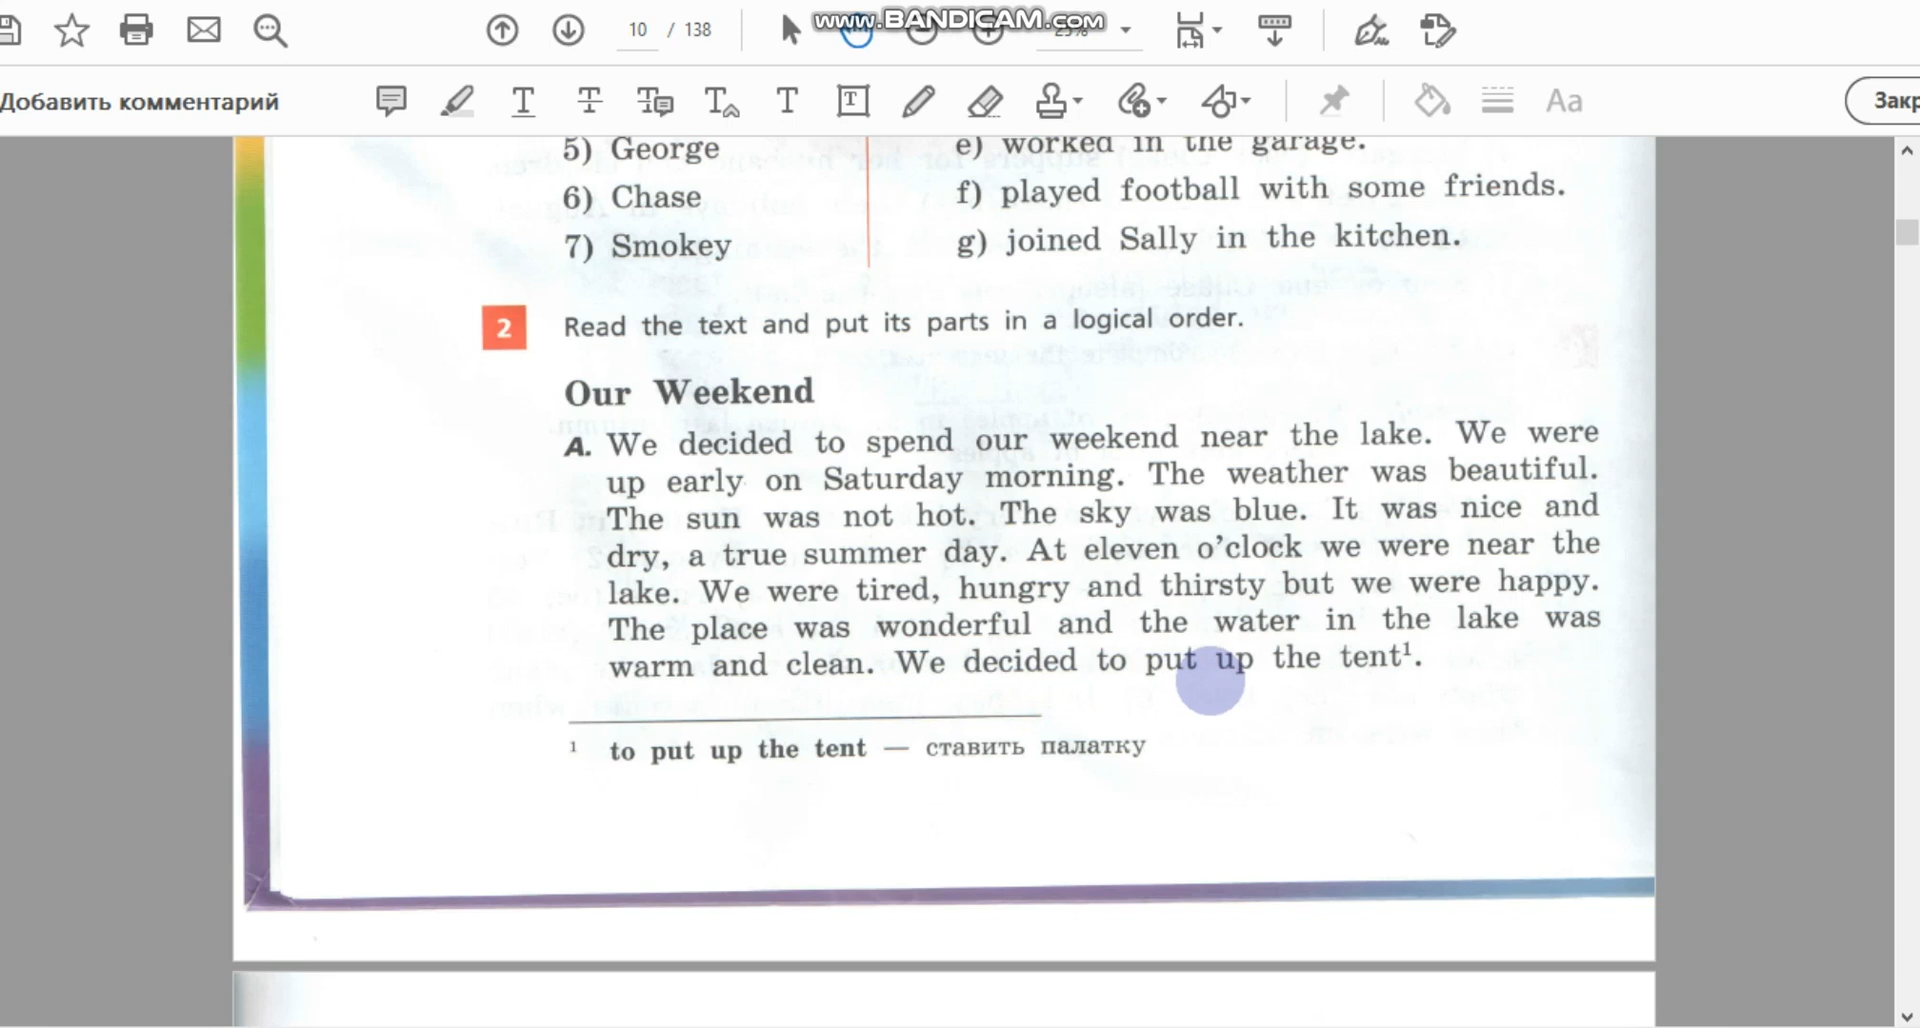 www.BANDICAM.com
10 / 138
25%
Добавить комментарий
Закр
5) George
e) worked in the garage.
6) Chase
f) played football with some friends.
7) Smokey
g) joined Sally in the kitchen.
2 Read the text and put its parts in a logical order.
Our Weekend
A. We decided to spend our weekend near the lake. We were
up early on Saturday morning. The weather was beautiful.
The sun was not hot. The sky was blue. It was nice and
dry, a true summer day. At eleven o'clock we were near the
lake. We were tired, hungry and thirsty but we were happy.
The place was wonderful and the water in the lake was
warm and clean. We decided to put up the tent¹.
¹ to put up the tent — ставить палатку